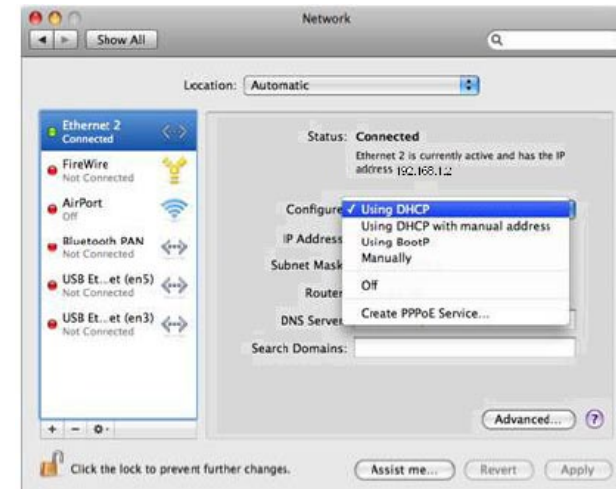 Network
Show All
Location: Automatic
Ethernet 2
Connected
FireWire
Not Connected
AirPort
Off
Bluetooth PAN
Not Connected
USB Et...et (en5)
Not Connected
USB Et...et (en3)
Not Connected
Status: Connected
Ethernet 2 is currently active and has the IP
address 192.168.1.2
Configure ✓ Using DHCP
Using DHCP with manual address
Using BootP
Manually
Off
Create PPPoE Service...
IP Address
Subnet Mask
Router
DNS Server
Search Domains:
Advanced... ?
+ -
Click the lock to prevent further changes.
Assist me... Revert Apply